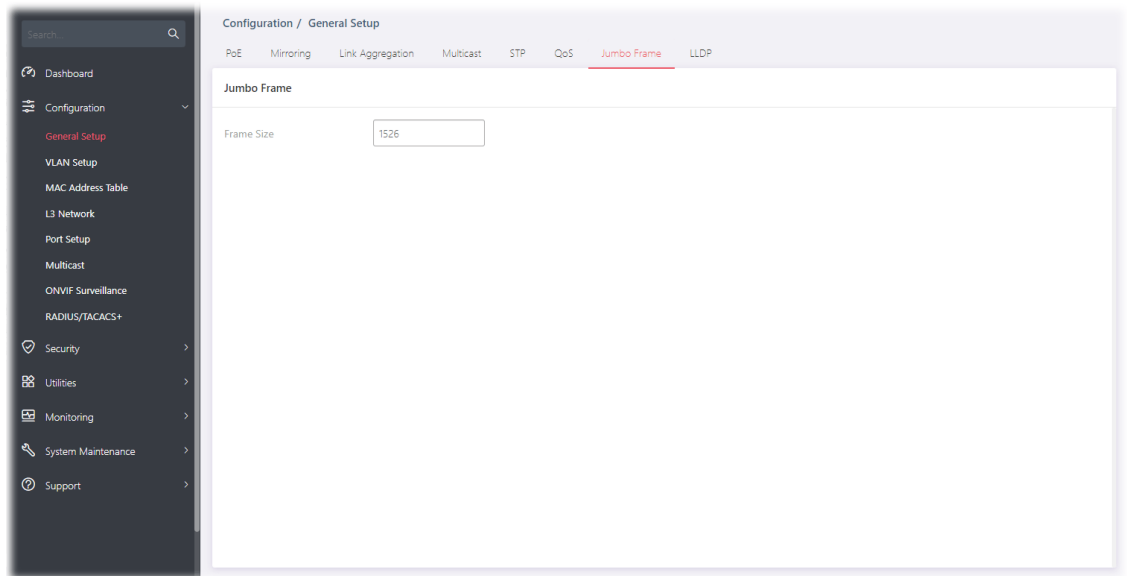 Search...
Dashboard
Configuration
General Setup
VLAN Setup
MAC Address Table
L3 Network
Port Setup
Multicast
ONVIF Surveillance
RADIUS/TACACS+
Security
Utilities
Monitoring
System Maintenance
Support
Configuration / General Setup
PoE Mirroring Link Aggregation Multicast STP QoS Jumbo Frame LLDP
Jumbo Frame
Frame Size 1526